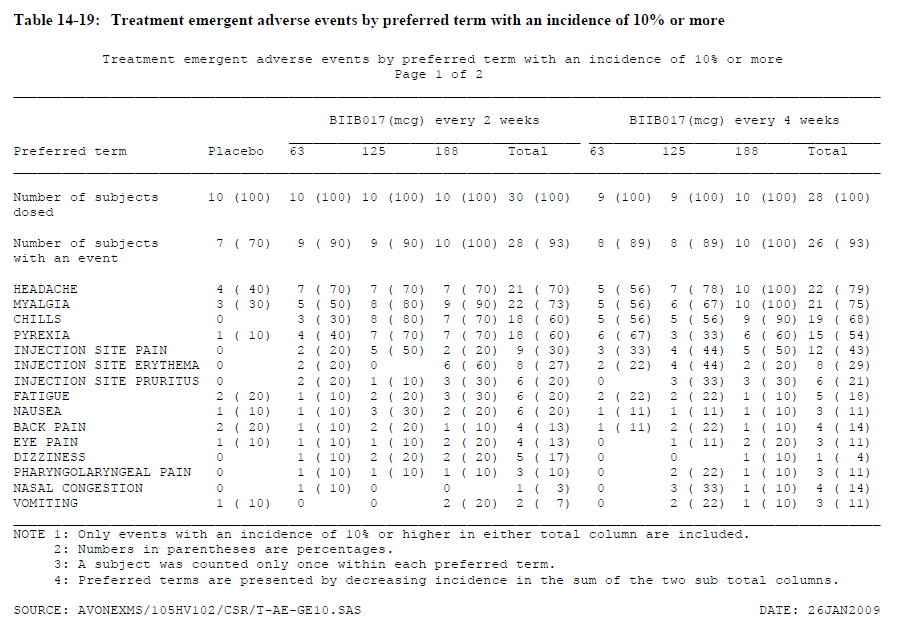 Table 14-19: Treatment emergent adverse events by preferred term with an incidence of 10% or more
Treatment emergent adverse events by preferred term with an incidence of 10% or more
Page 1 of 2
BIIB017(mcg) every 2 weeks BIIB017(mcg) every 4 weeks
Preferred term Placebo 63 125 188 Total 63 125 188 Total
Number of subjects 10 (100) 10 (100) 10 (100) 10 (100) 30 (100) 9 (100) 9 (100) 10 (100) 28 (100)
dosed
Number of subjects 7 ( 70) 9 ( 90) 9 ( 90) 10 (100) 28 ( 93) 8 ( 89) 8 ( 89) 10 (100) 26 ( 93)
with an event
HEADACHE 4 ( 40) 7 ( 70) 7 ( 70) 7 ( 70) 21 ( 70) 5 ( 56) 7 ( 78) 10 (100) 22 ( 79)
MYALGIA 3 ( 30) 5 ( 50) 8 ( 80) 9 ( 90) 22 ( 73) 5 ( 56) 6 ( 67) 10 (100) 21 ( 75)
CHILLS 0 3 ( 30) 8 ( 80) 7 ( 70) 18 ( 60) 5 ( 56) 5 ( 56) 9 ( 90) 19 ( 68)
PYREXIA 1 ( 10) 4 ( 40) 7 ( 70) 7 ( 70) 18 ( 60) 6 ( 67) 3 ( 33) 6 ( 60) 15 ( 54)
INJECTION SITE PAIN 0 2 ( 20) 5 ( 50) 2 ( 20) 9 ( 30) 3 ( 33) 4 ( 44) 5 ( 50) 12 ( 43)
INJECTION SITE ERYTHEMA 0 2 ( 20) 0 6 ( 60) 8 ( 27) 2 ( 22) 4 ( 44) 2 ( 20) 8 ( 29)
INJECTION SITE PRURITUS 0 2 ( 20) 1 ( 10) 3 ( 30) 6 ( 20) 0 3 ( 33) 3 ( 30) 6 ( 21)
FATIGUE 2 ( 20) 1 ( 10) 2 ( 20) 3 ( 30) 6 ( 20) 2 ( 22) 2 ( 22) 1 ( 10) 5 ( 18)
NAUSEA 1 ( 10) 1 ( 10) 3 ( 30) 2 ( 20) 6 ( 20) 1 ( 11) 1 ( 11) 1 ( 10) 3 ( 11)
BACK PAIN 2 ( 20) 1 ( 10) 2 ( 20) 1 ( 10) 4 ( 13) 1 ( 11) 2 ( 22) 1 ( 10) 4 ( 14)
EYE PAIN 1 ( 10) 1 ( 10) 1 ( 10) 2 ( 20) 4 ( 13) 0 1 ( 11) 2 ( 20) 3 ( 11)
DIZZINESS 0 1 ( 10) 2 ( 20) 2 ( 20) 5 ( 17) 0 0 1 ( 10) 1 ( 4)
PHARYNGOLARYNGEAL PAIN 0 1 ( 10) 1 ( 10) 1 ( 10) 3 ( 10) 0 2 ( 22) 1 ( 10) 3 ( 11)
NASAL CONGESTION 0 1 ( 10) 0 0 1 ( 3) 0 3 ( 33) 1 ( 10) 4 ( 14)
VOMITING 1 ( 10) 0 0 2 ( 20) 2 ( 7) 0 2 ( 22) 1 ( 10) 3 ( 11)
NOTE 1: Only events with an incidence of 10% or higher in either total column are included.
2: Numbers in parentheses are percentages.
3: A subject was counted only once within each preferred term.
4: Preferred terms are presented by decreasing incidence in the sum of the two sub total columns.
SOURCE: AVONEXMS/105HV102/CSR/T-AE-GE10.SAS DATE: 26JAN2009